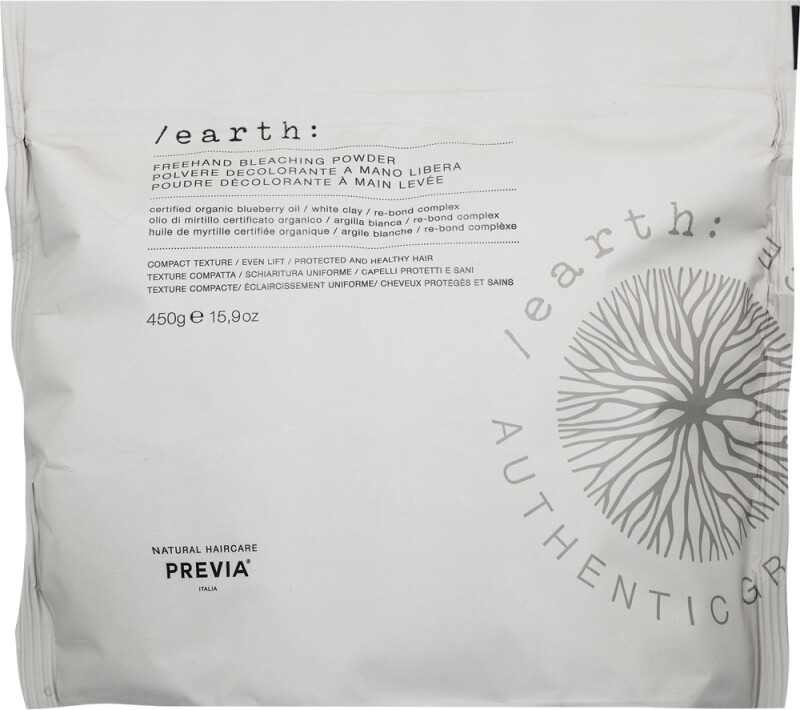 /earth:
FREEHAND BLEACHING POWDER
POLVERE DECOLORANTE A MANO LIBERA
POUDRE DÉCOLORANTE À MAIN LEVÉE
certified organic blueberry oil / white clay / re-bond complex
olio di mirtillo certificato organico / argilla bianca / re-bond complex
huile de myrtille certifiée organique / argile blanche / re-bond complèxe
COMPACT TEXTURE / EVEN LIFT / PROTECTED AND HEALTHY HAIR
TEXTURE COMPATTA / SCHIARITURA UNIFORME / CAPELLI PROTETTI E SANI
TEXTURE COMPACTE/ ÉCLAIRCISSEMENT UNIFORME/ CHEVEUX PROTÉGÉS ET SAINS
450g ℮ 15,9oz
/earth:
AUTHENTIC GR
NATURAL HAIRCARE
PREVIA®
ITALIA